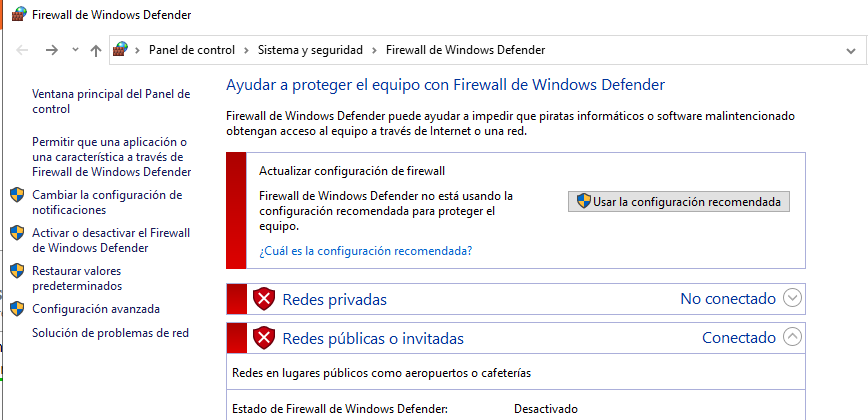 Firewall de Windows Defender
Panel de control
Sistema y seguridad
Firewall de Windows Defender
Ventana principal del Panel de
control
Permitir que una aplicación o
una característica a través de
Firewall de Windows Defender
Cambiar la configuración de
notificaciones
Activar o desactivar el Firewall
de Windows Defender
Restaurar valores
predeterminados
Configuración avanzada
Solución de problemas de red
Ayudar a proteger el equipo con Firewall de Windows Defender
Firewall de Windows Defender puede ayudar a impedir que piratas informáticos o software malintencionado
obtengan acceso al equipo a través de Internet o una red.
Actualizar configuración de firewall
Firewall de Windows Defender no está usando la
configuración recomendada para proteger el
equipo.
Usar la configuración recomendada
¿Cuál es la configuración recomendada?
Redes privadas No conectado
Redes públicas o invitadas Conectado
Redes en lugares públicos como aeropuertos o cafeterías
Estado de Firewall de Windows Defender: Desactivado